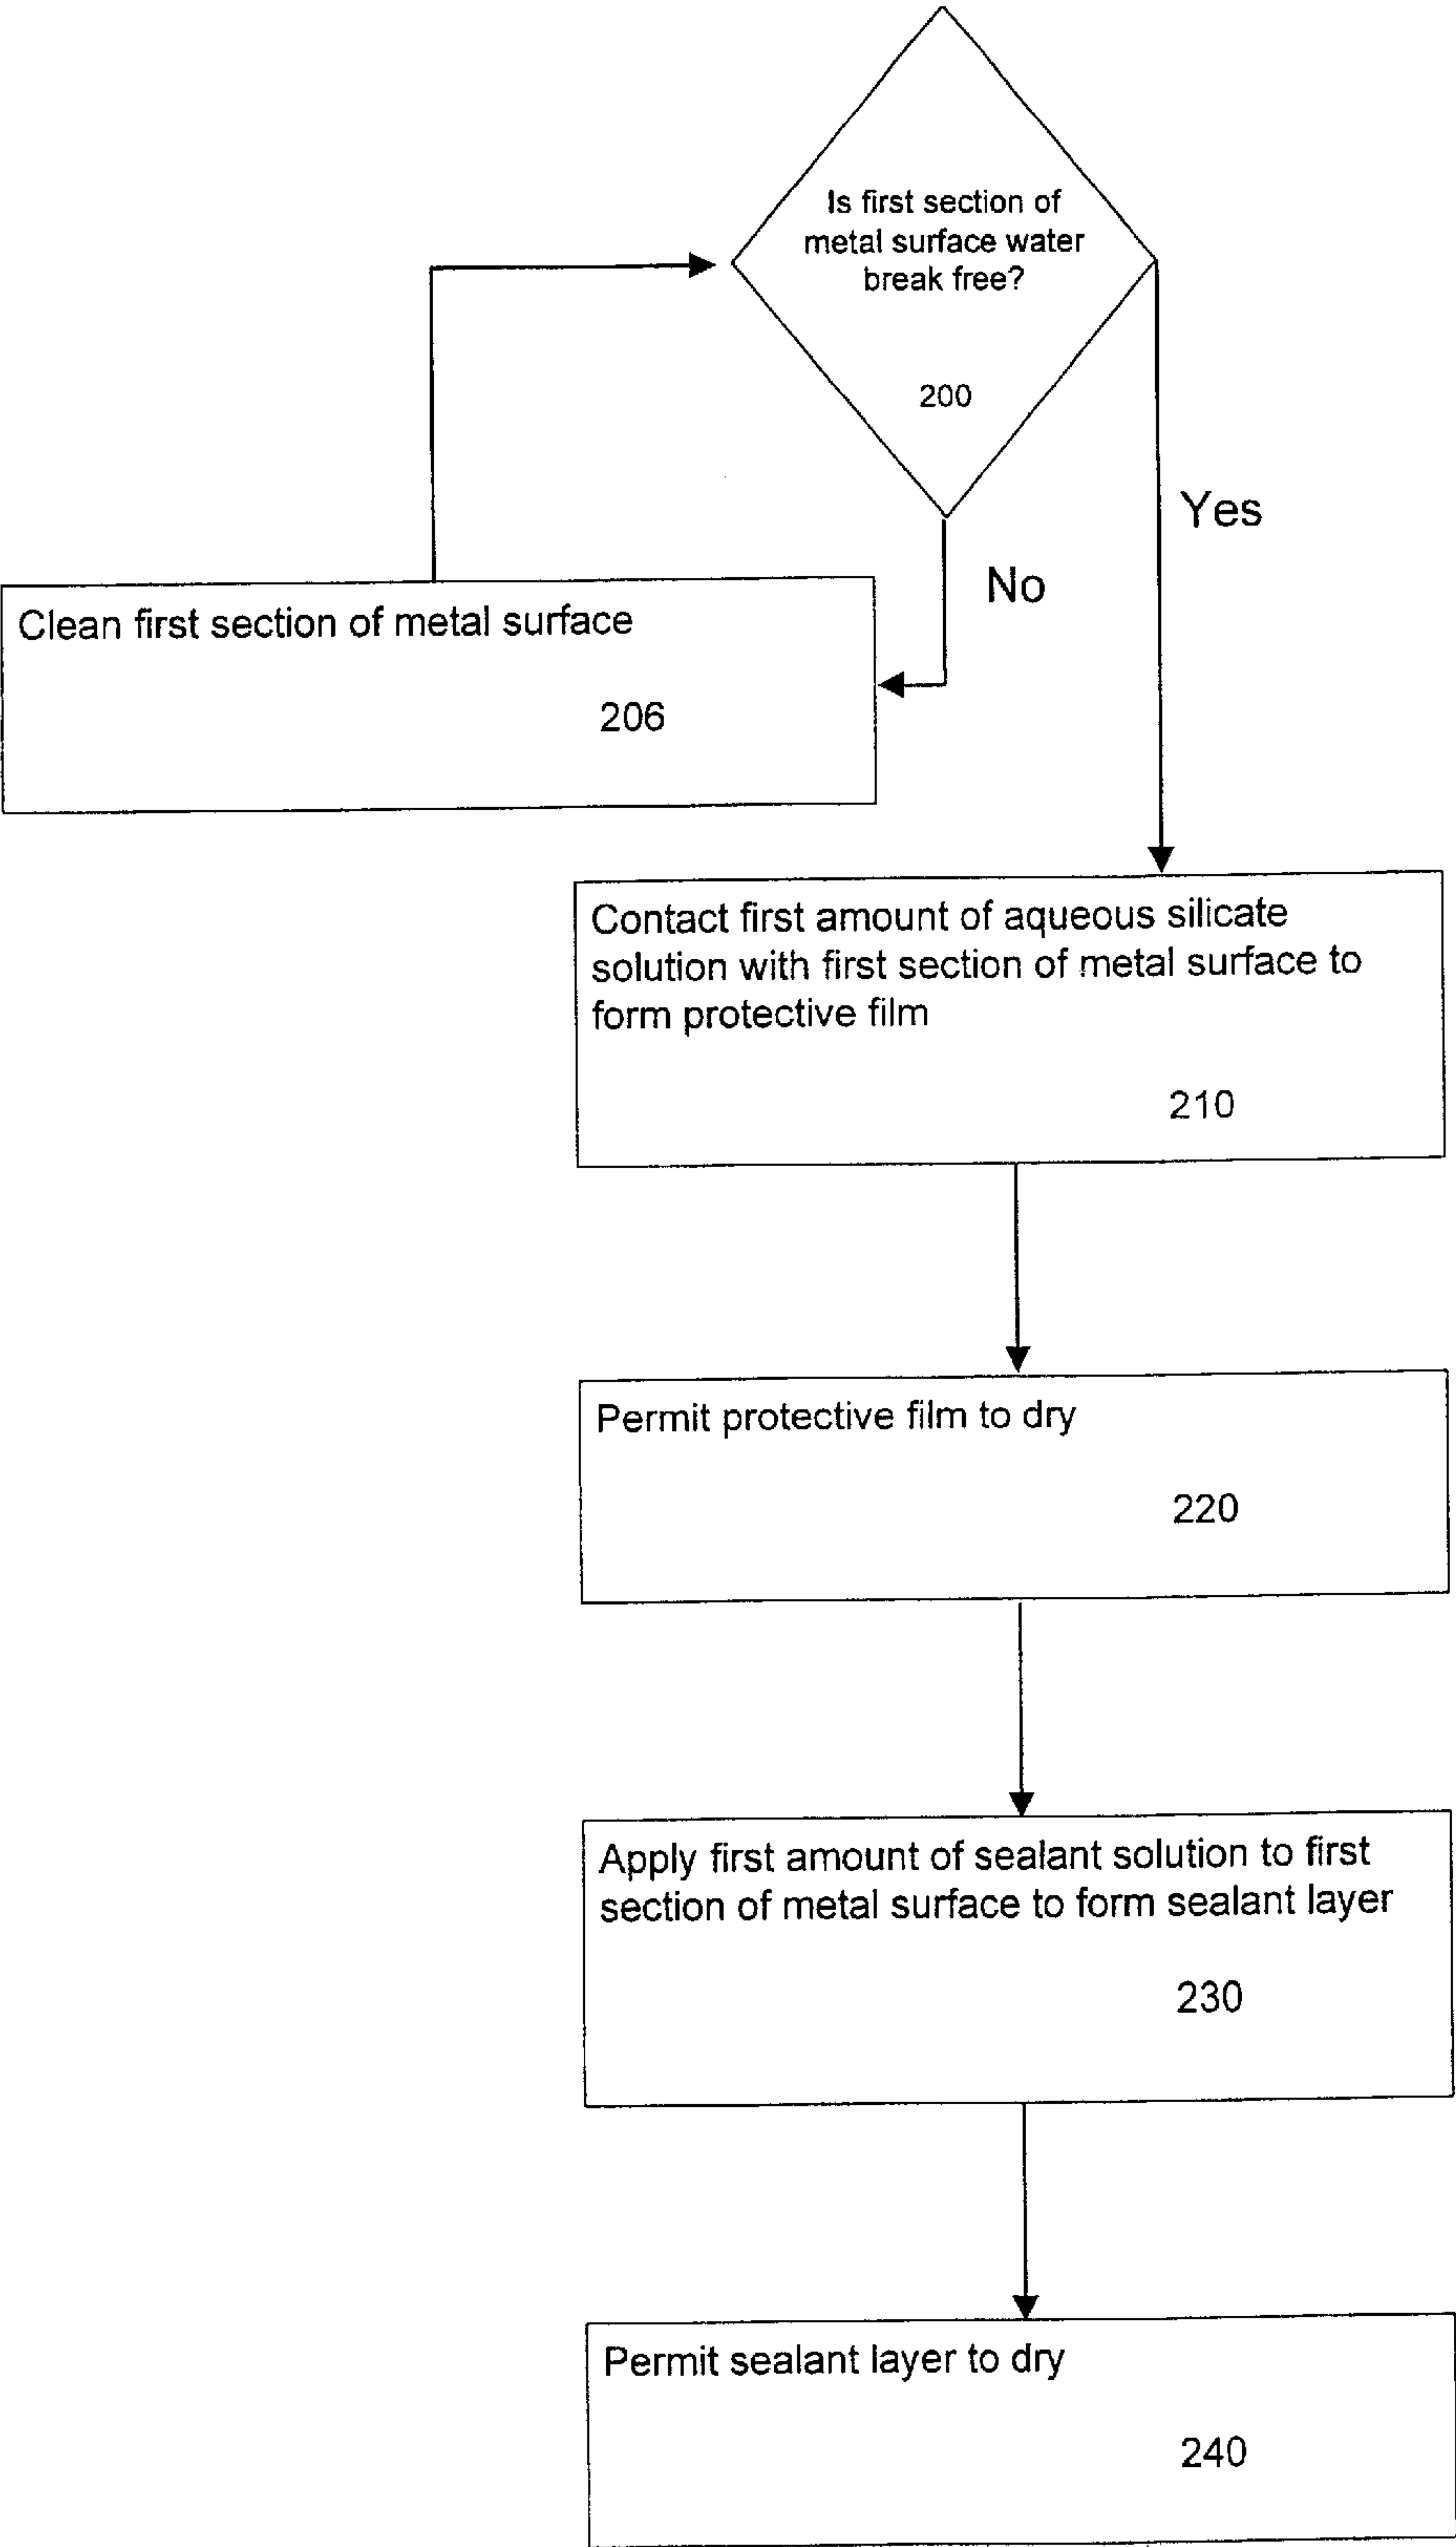 Is first section of
metal surface water
break free?
200
Yes
No
Clean first section of metal surface
206
Contact first amount of aqueous silicate
solution with first section of metal surface to
form protective film
210
Permit protective film to dry
220
Apply first amount of sealant solution to first
section of metal surface to form sealant layer
230
Permit sealant layer to dry
240